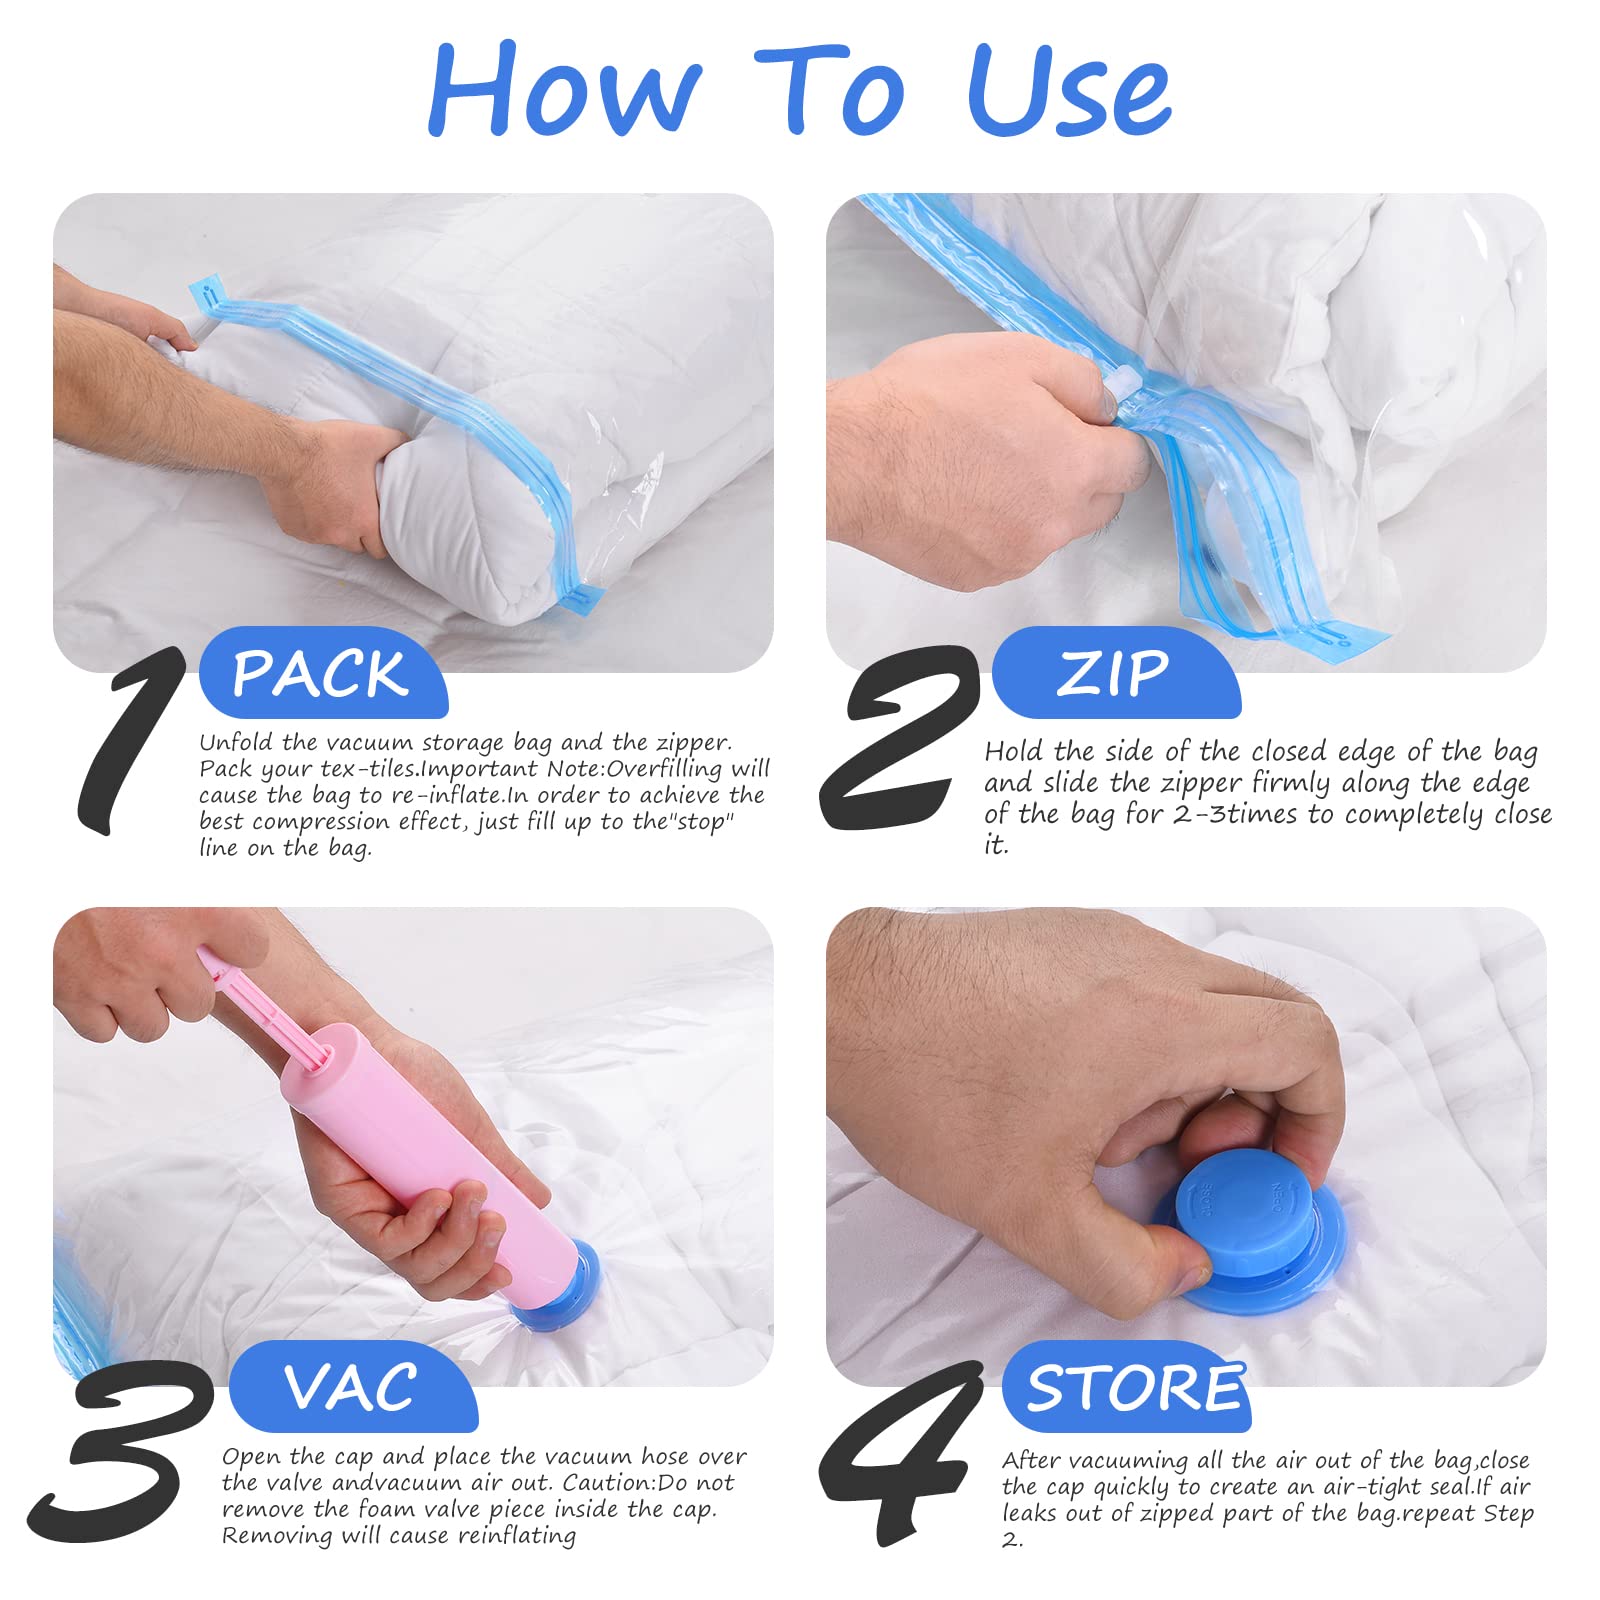 How To Use
1
PACK
Unfold the vacuum storage bag and the zipper.
Pack your tex-tiles.Important Note:Overfilling will
cause the bag to re-inflate.In order to achieve the
best compression effect, just fill up to the"stop"
line on the bag.
2
ZIP
Hold the side of the closed edge of the bag
and slide the zipper firmly along the edge
of the bag for 2-3times to completely close
it.
3
VAC
Open the cap and place the vacuum hose over
the valve andvacuum air out. Caution:Do not
remove the foam valve piece inside the cap.
Removing will cause reinflating
OPEN
CLOSE
4
STORE
After vacuuming all the air out of the bag,close
the cap quickly to create an air-tight seal.If air
leaks out of zipped part of the bag.repeat Step
2.